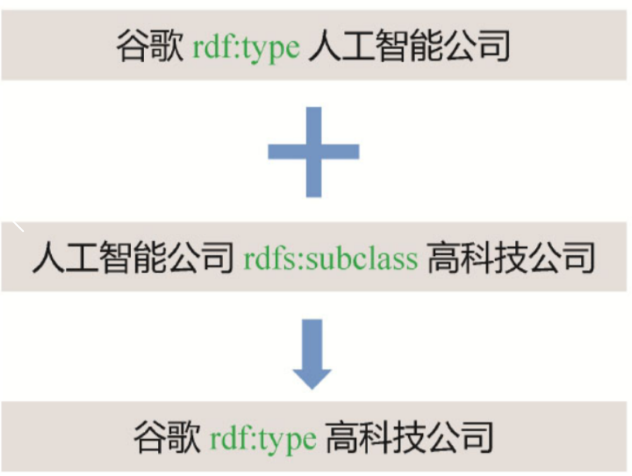 谷歌 rdf:type 人工智能公司
人工智能公司 rdfs:subclass 高科技公司
谷歌 rdf:type 高科技公司